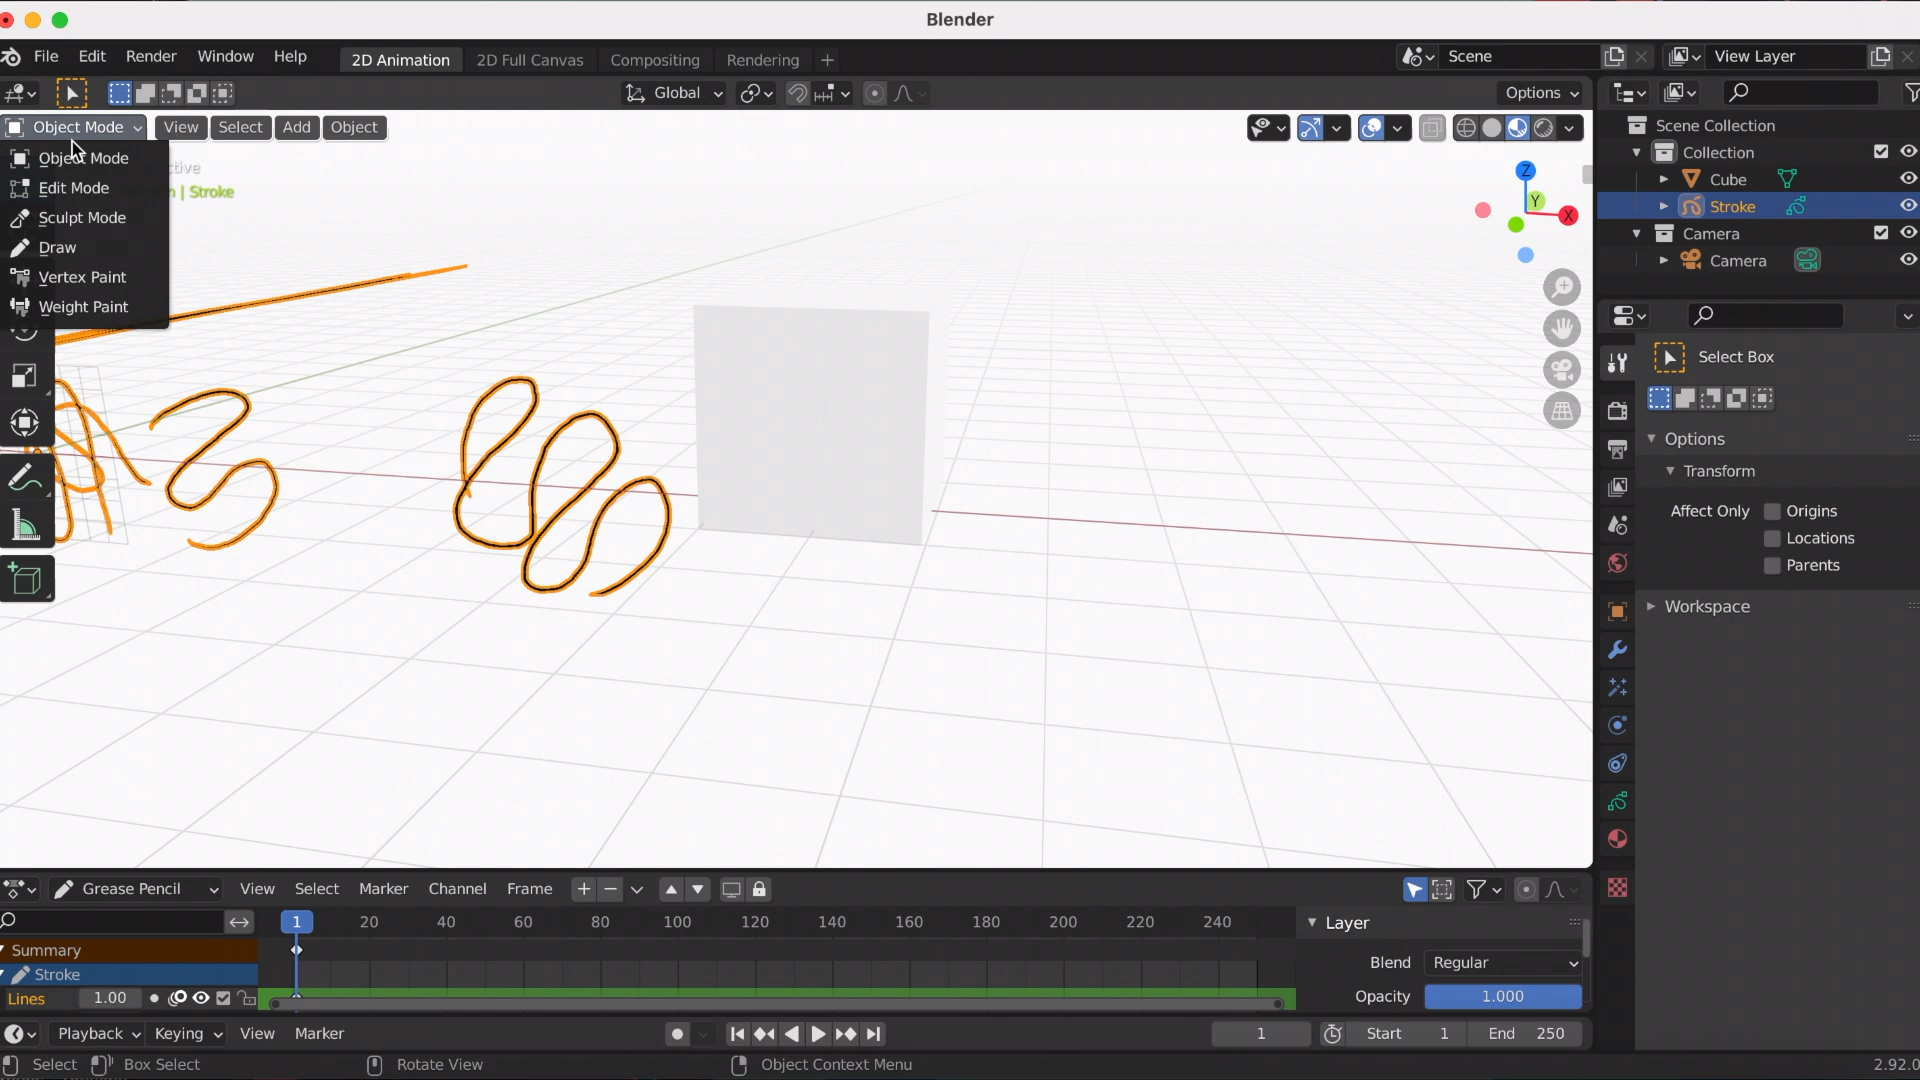 Blender
File Edit Render Window Help 2D Animation 2D Full Canvas Compositing Rendering + Scene View Layer
Global Options
Object Mode View Select Add Object
Object Mode
ctive
Edit Mode
| Stroke
Sculpt Mode
Draw
Vertex Paint
Weight Paint
Z
Y
X
Scene Collection
Collection
Cube
Stroke
Camera
Camera
Select Box
Options
Transform
Affect Only Origins
Locations
Parents
Workspace
Grease Pencil View Select Marker Channel Frame
1 20 40 60 80 100 120 140 160 180 200 220 240
Summary
Stroke
Lines 1.00
Layer
Blend Regular
Opacity 1.000
Playback Keying View Marker 1 Start 1 End 250
Select Box Select Rotate View Object Context Menu 2.92.0